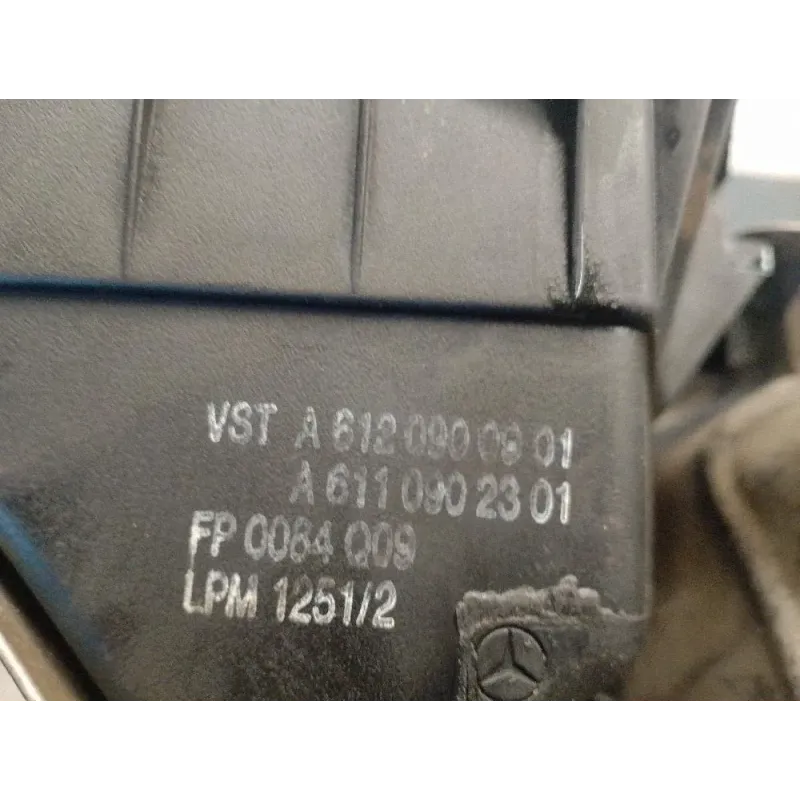 VST A 612 090 09 01
A 611 090 23 01
FP 0084 Q09
LPM 1251/2